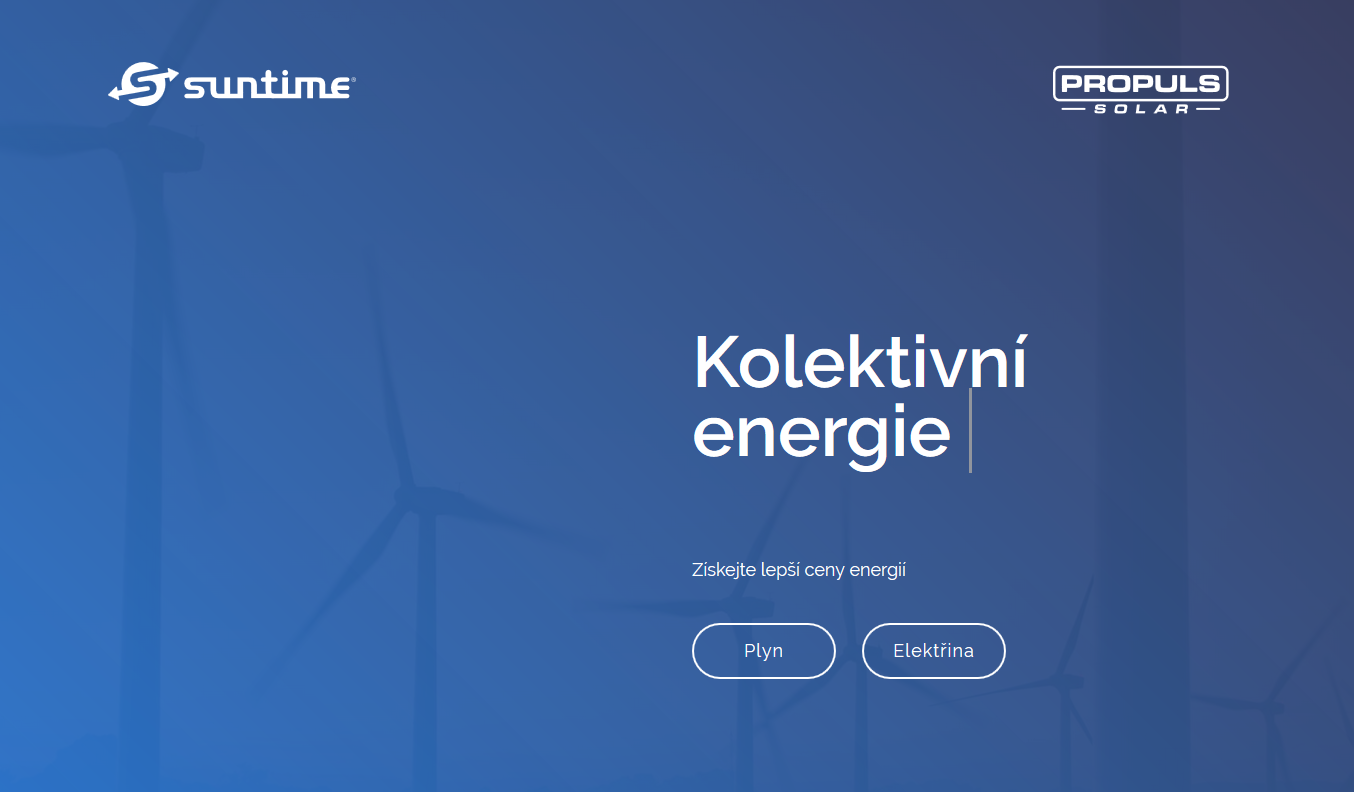 suntime®
PROPULS
SOLAR
Kolektivní
energie
Získejte lepší ceny energií
Plyn
Elektřina